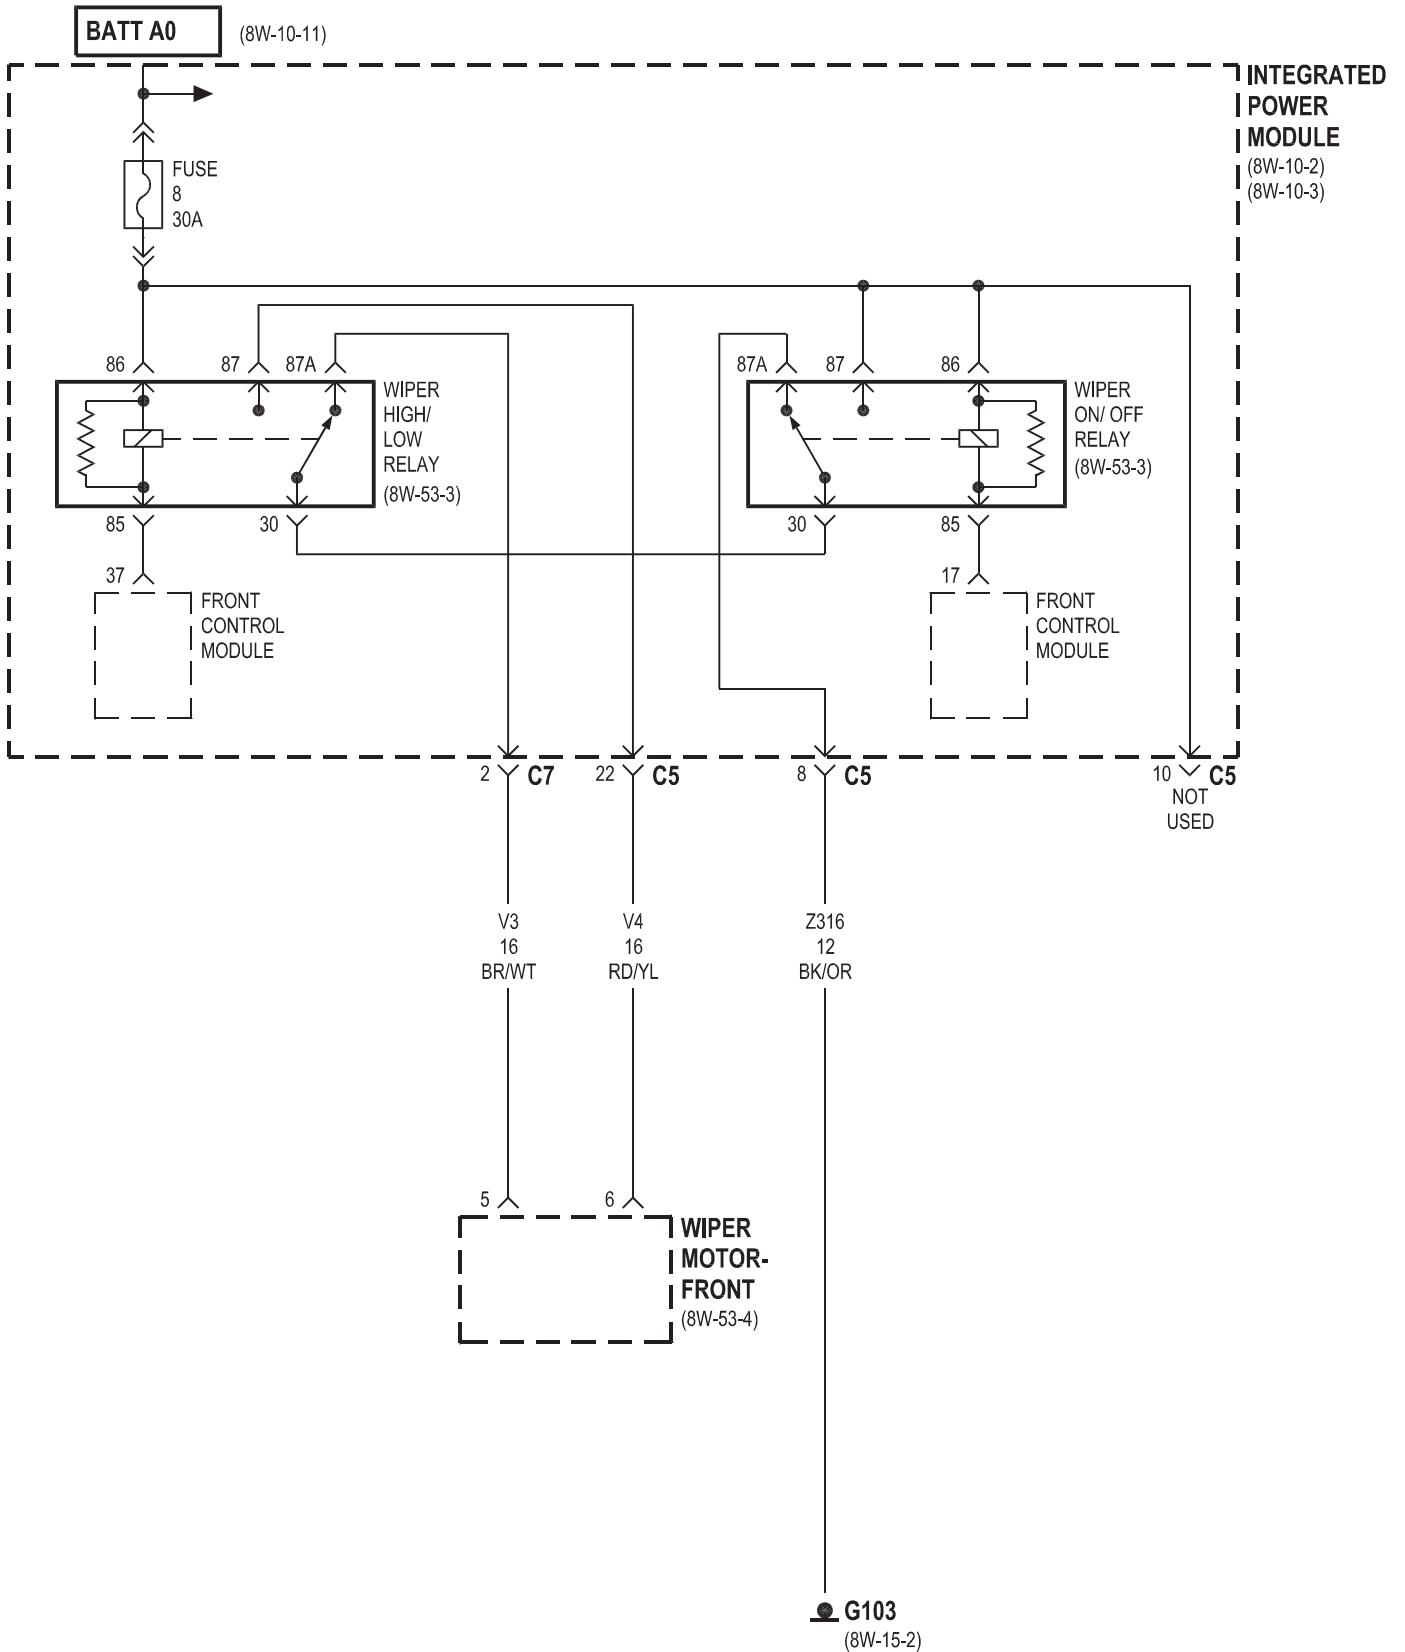 BATT A0
(8W-10-11)
INTEGRATED
POWER
MODULE
(8W-10-2)
(8W-10-3)
FUSE
8
30A
86
87
87A
87A
87
86
WIPER
HIGH/
LOW
RELAY
(8W-53-3)
WIPER
ON/ OFF
RELAY
(8W-53-3)
85
30
30
85
37
17
FRONT
CONTROL
MODULE
FRONT
CONTROL
MODULE
2
C7
22
C5
8
C5
10
C5
NOT
USED
V3
16
BR/WT
V4
16
RD/YL
Z316
12
BK/OR
5
6
WIPER
MOTOR-
FRONT
(8W-53-4)
G103
(8W-15-2)